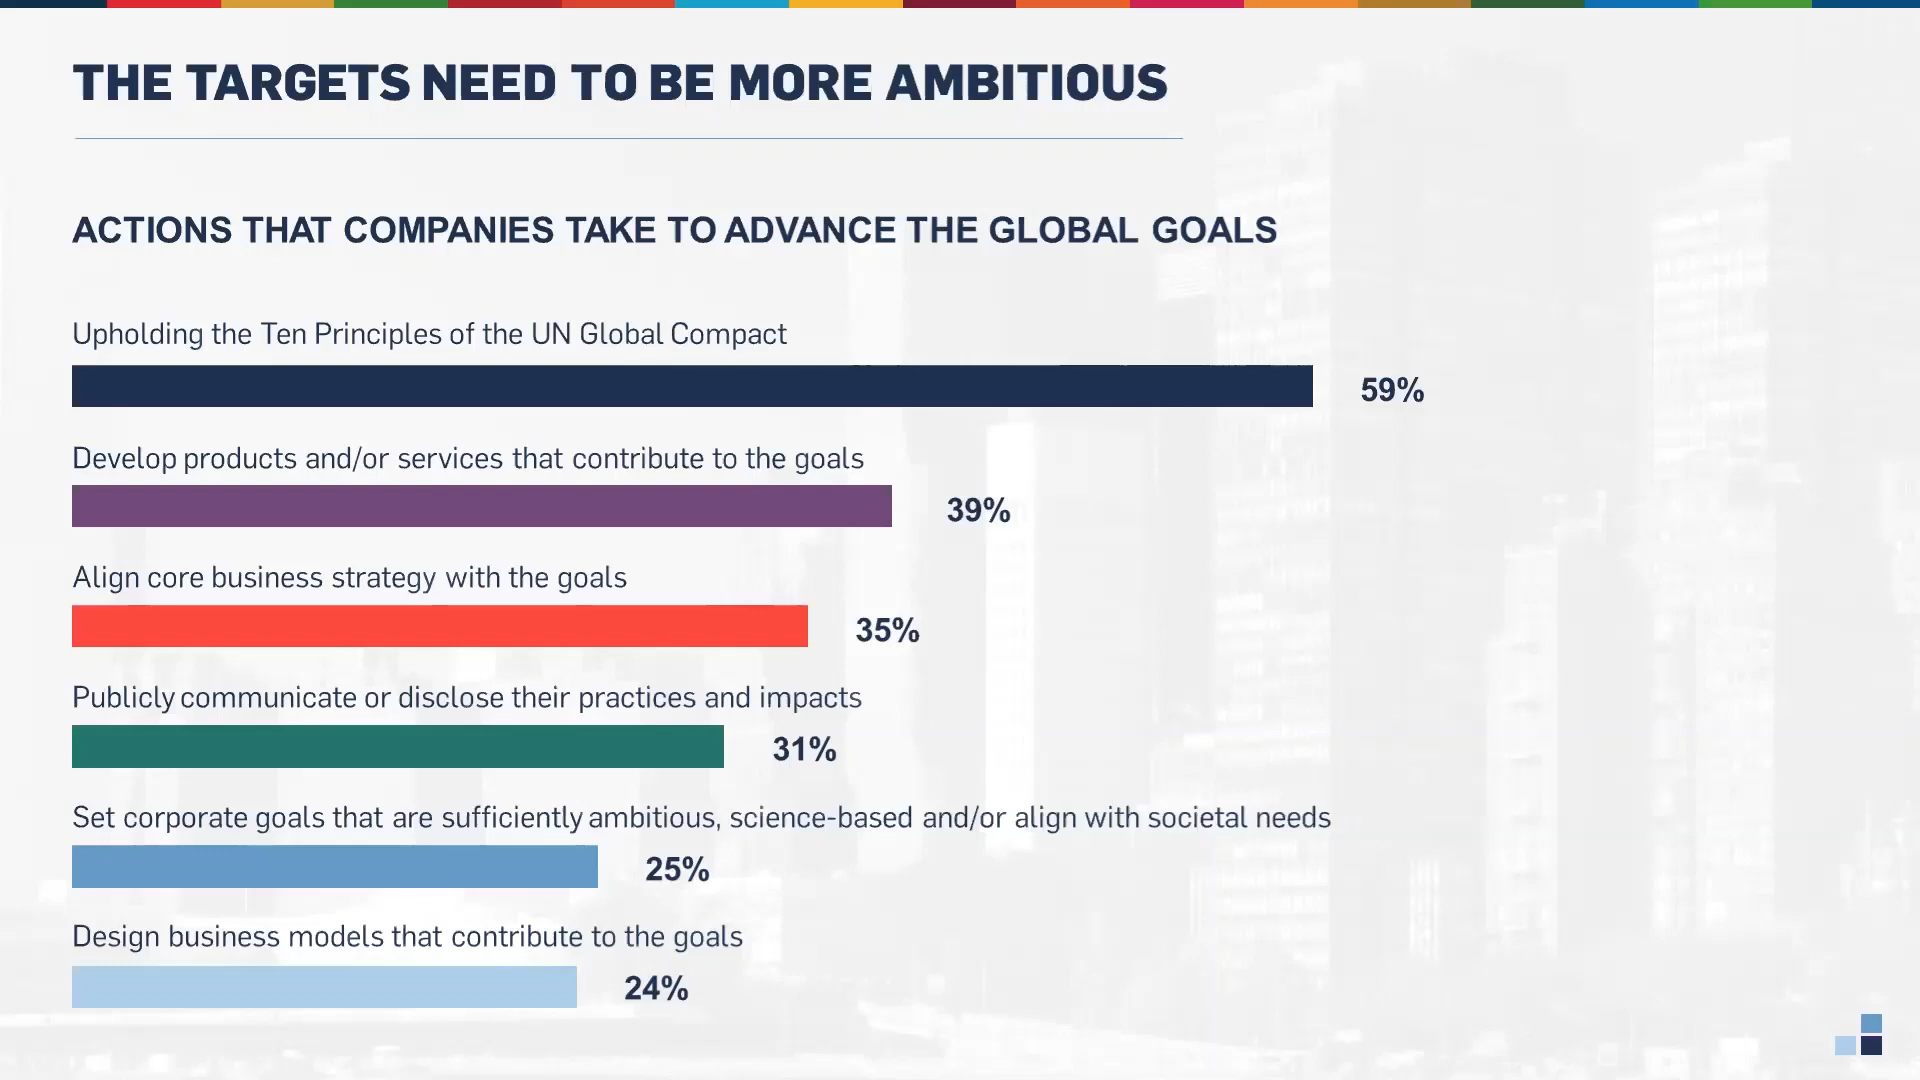 THE TARGETS NEED TO BE MORE AMBITIOUS
ACTIONS THAT COMPANIES TAKE TO ADVANCE THE GLOBAL GOALS
Upholding the Ten Principles of the UN Global Compact
59%
Develop products and/or services that contribute to the goals
39%
Align core business strategy with the goals
35%
Publicly communicate or disclose their practices and impacts
31%
Set corporate goals that are sufficiently ambitious, science-based and/or align with societal needs
25%
Design business models that contribute to the goals
24%